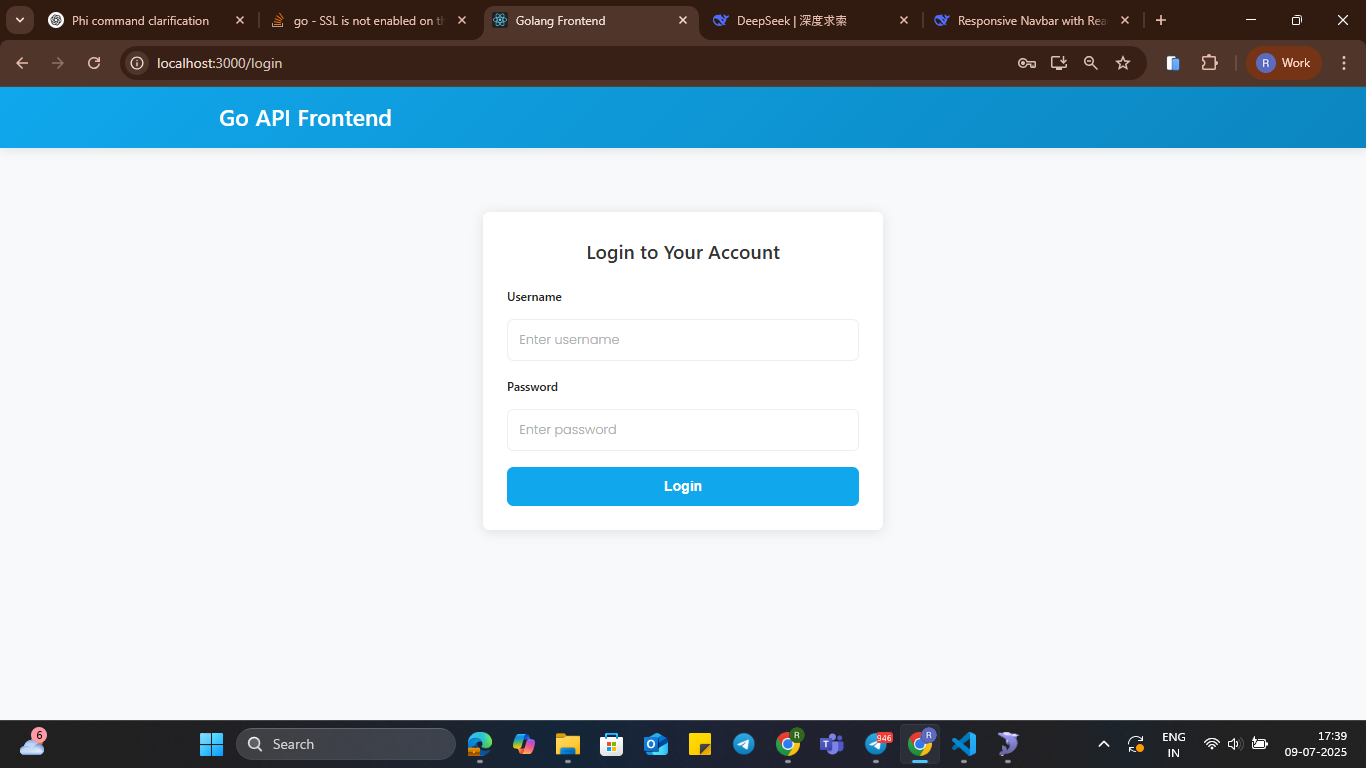 Phi command clarification
go - SSL is not enabled on th
Golang Frontend
DeepSeek | 深度求索
Responsive Navbar with Rea
localhost:3000/login
R
Work
Go API Frontend
Login to Your Account
Username
Enter username
Password
Enter password
Login
6
Search
R
946
R
ENG
IN
17:39
09-07-2025